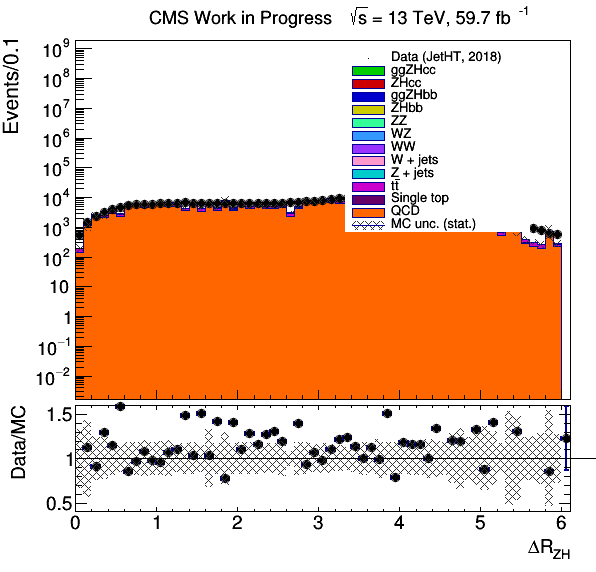 CMS Work in Progress √s = 13 TeV, 59.7 fb⁻¹
Events/0.1
10⁹
10⁸
10⁷
10⁶
10⁵
10⁴
10³
10²
10
1
10⁻¹
10⁻²
Data (JetHT, 2018)
ggZHcc
ZHcc
ggZHbb
ZHbb
ZZ
WZ
WW
W + jets
Z + jets
tt̄
Single top
QCD
MC unc. (stat.)
Data/MC
1.5
1
0.5
0 1 2 3 4 5 6
ΔR_ZH